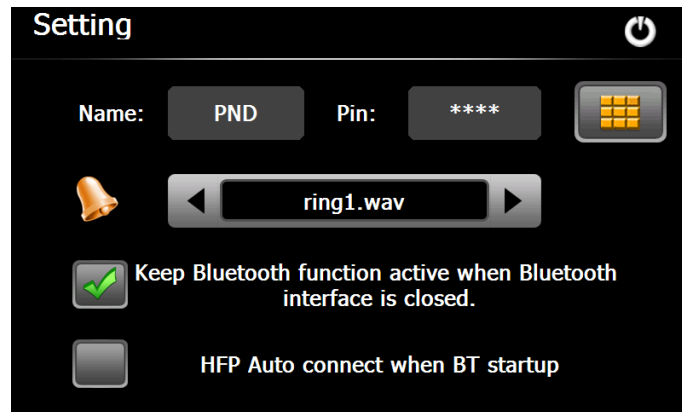 Setting
Name: PND Pin: ****
ring1.wav
Keep Bluetooth function active when Bluetooth
interface is closed.
HFP Auto connect when BT startup